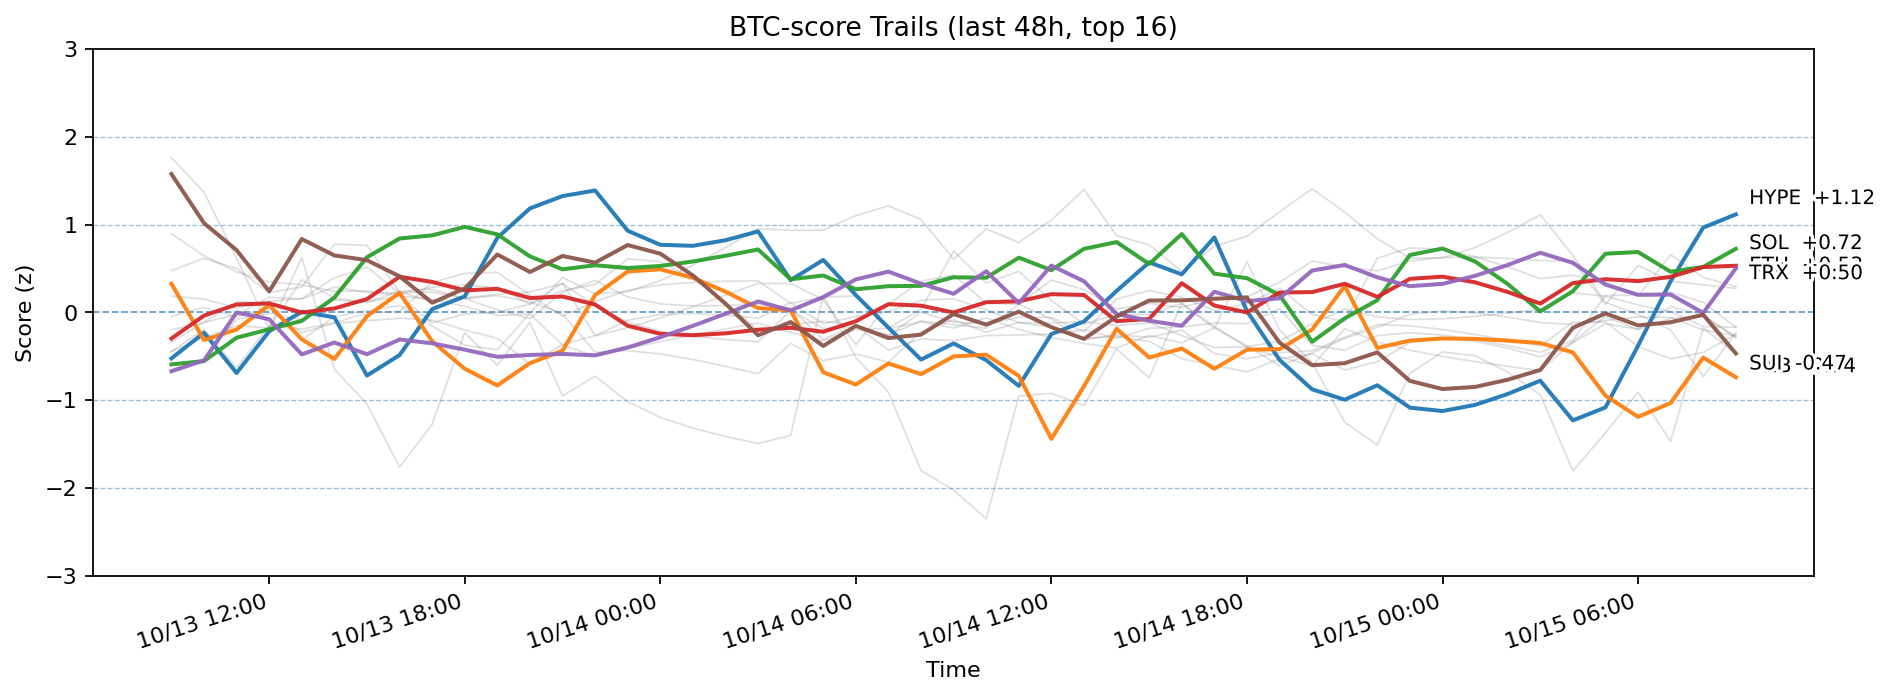 BTC-score Trails (last 48h, top 16)
Score (z)
3
2
1
0
−1
−2
−3
HYPE +1.12
SOL +0.72
TRX +0.50
-0.47
10/13 12:00
10/13 18:00
10/14 00:00
10/14 06:00
10/14 12:00
10/14 18:00
10/15 00:00
10/15 06:00
Time